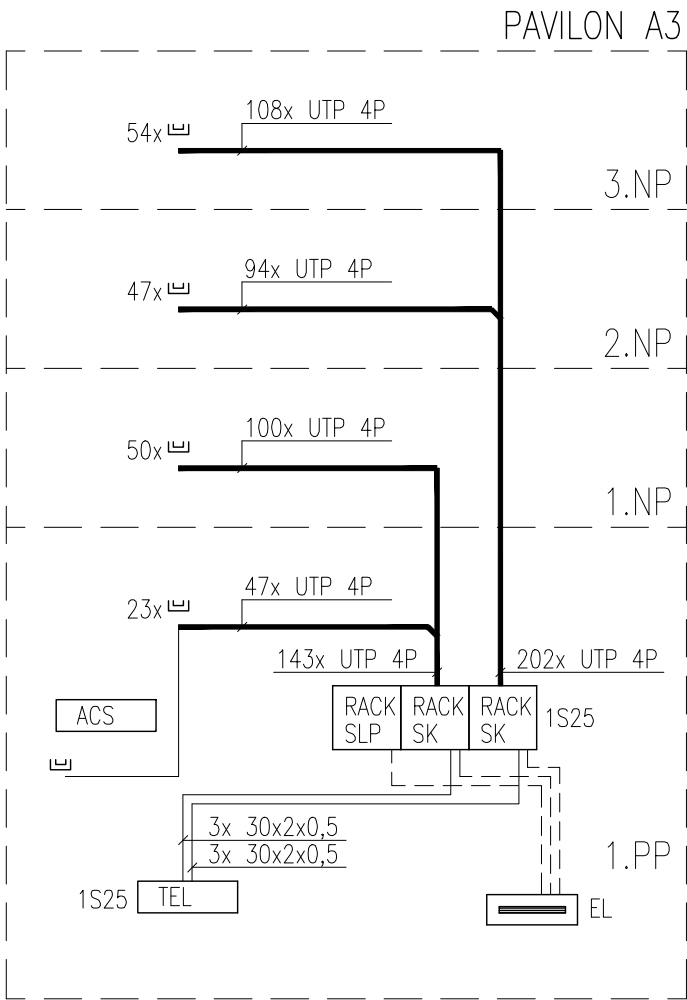 PAVILON A3
108x UTP 4P
54x
3.NP
94x UTP 4P
47x
2.NP
100x UTP 4P
50x
1.NP
47x UTP 4P
23x
143x UTP 4P
202x UTP 4P
ACS
RACK SLP
RACK SK
RACK SK
1S25
3x 30x2x0,5
3x 30x2x0,5
1.PP
1S25
TEL
EL